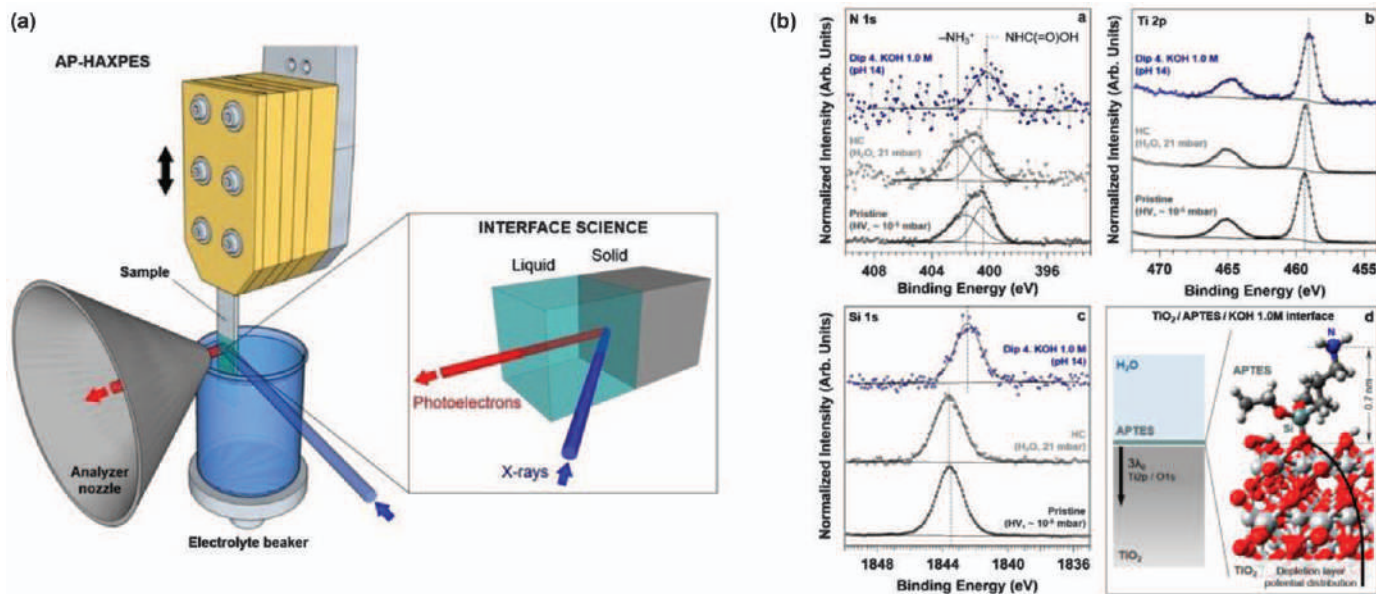 (a)
AP-HAXPES
Sample
Analyzer
nozzle
Electrolyte beaker
INTERFACE SCIENCE
Liquid
Solid
Photoelectrons
X-rays
(b)
N 1s
a
–NH₃⁺
NHC(=O)OH
Dip 4. KOH 1.0 M
(pH 14)
HC
(H₂O, 21 mbar)
Pristine
(HV, ~ 10⁻⁵ mbar)
Normalized Intensity (Arb. Units)
408 404 400 396
Binding Energy (eV)
Ti 2p
b
Dip 4. KOH 1.0 M
(pH 14)
HC
(H₂O, 21 mbar)
Pristine
(HV, ~ 10⁻⁵ mbar)
Normalized Intensity (Arb. Units)
470 465 460 455
Binding Energy (eV)
Si 1s
c
Dip 4. KOH 1.0 M
(pH 14)
HC
(H₂O, 21 mbar)
Pristine
(HV, ~ 10⁻⁵ mbar)
Normalized Intensity (Arb. Units)
1848 1844 1840 1836
Binding Energy (eV)
TiO₂ / APTES / KOH 1.0M interface
d
H₂O
APTES
3λ₀
Ti2p / O1s
TiO₂
APTES
N
Si
0.7 nm
TiO₂
Depletion layer
potential distribution